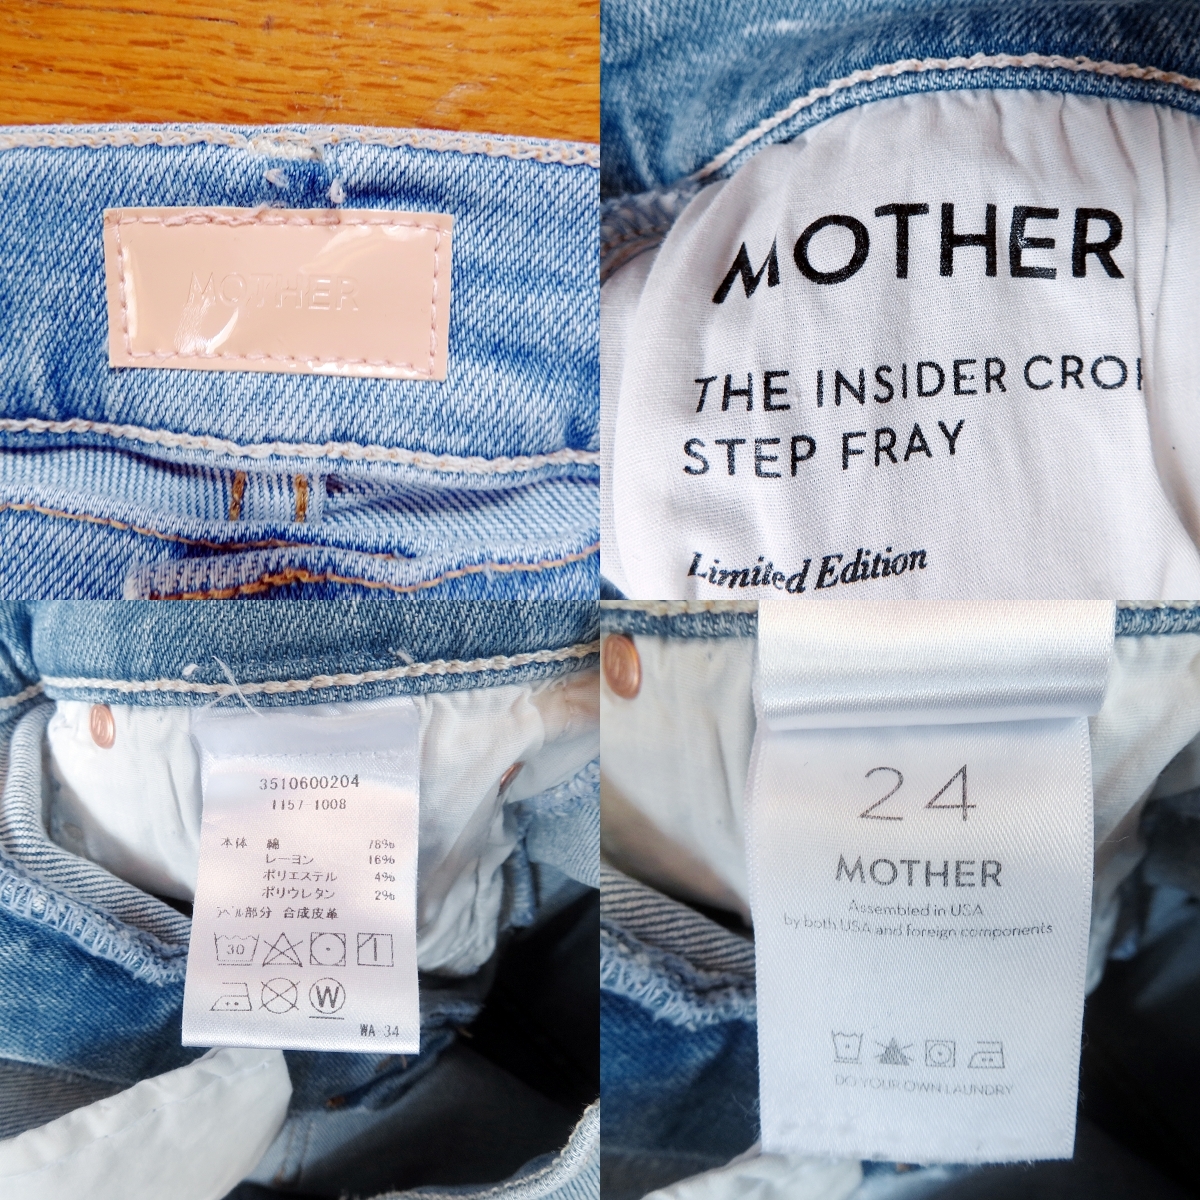 MOTHER
MOTHER
THE INSIDER CROP
STEP FRAY
Limited Edition
3510600204
1157 1008
本体 綿 78%
レーヨン 16%
ポリエステル 4%
ポリウレタン 2%
ラベル部分 合成皮革
30
W
WA-34
24
MOTHER
Assembled in USA
by both USA and foreign components
DO YOUR OWN LAUNDRY